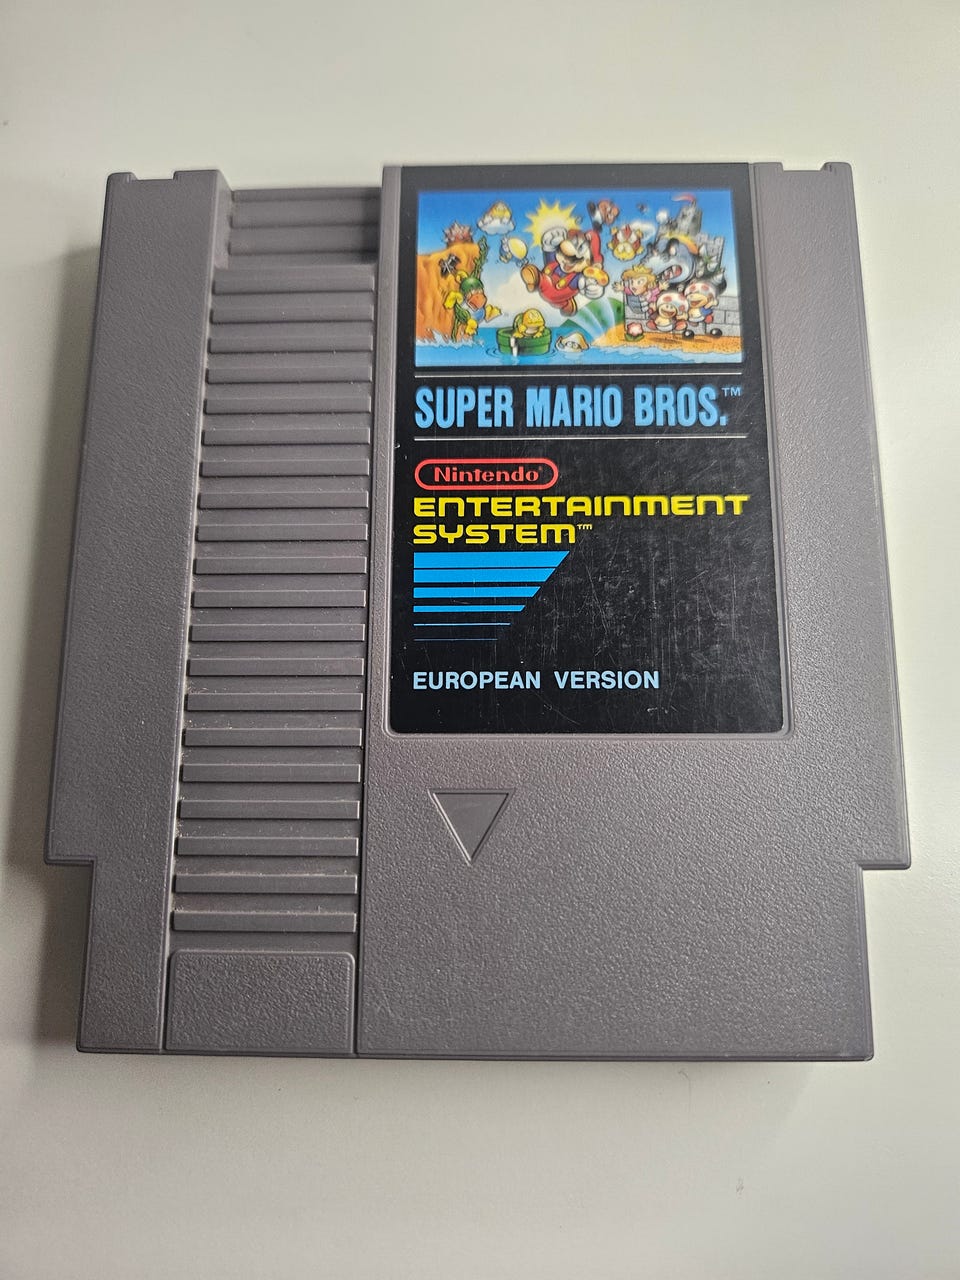 SUPER MARIO BROS.™
Nintendo®
ENTERTAINMENT
SYSTEM™
EUROPEAN VERSION